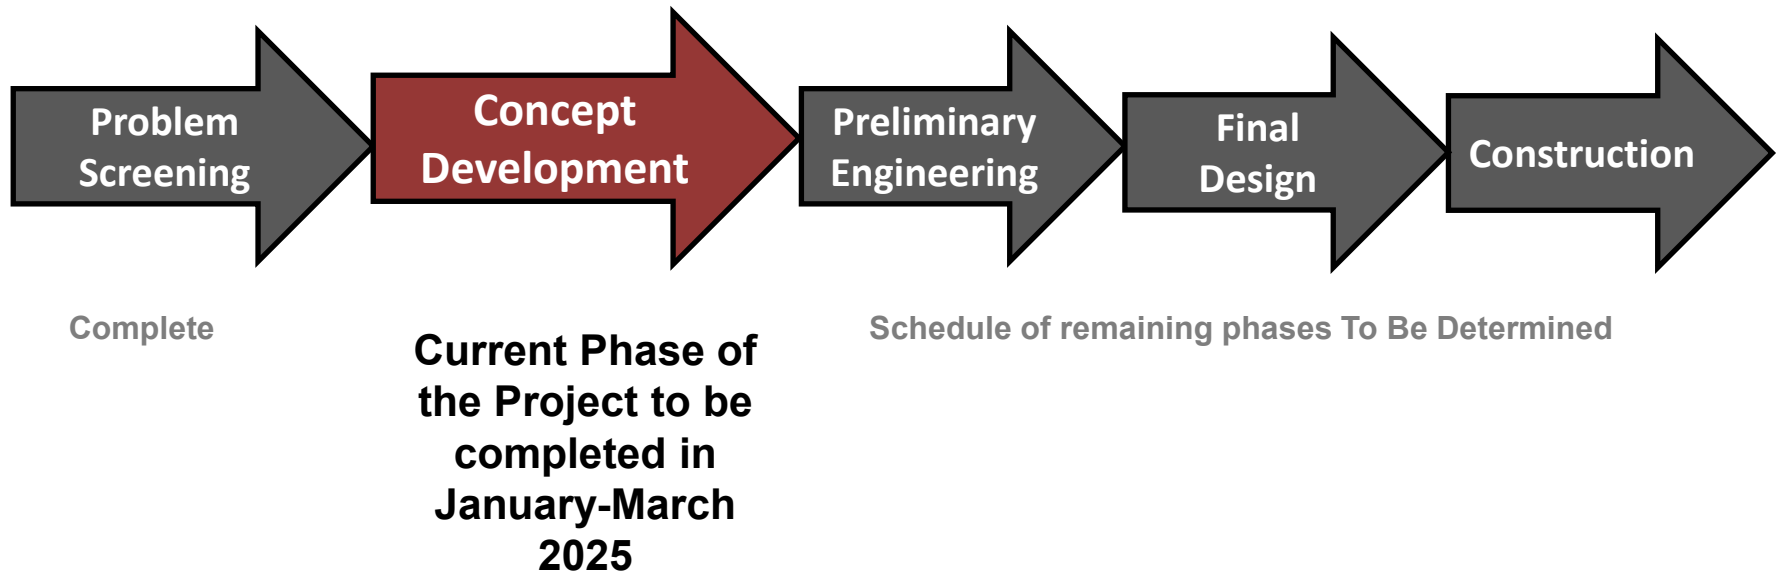 Problem
Screening
Concept
Development
Preliminary
Engineering
Final
Design
Construction
Complete
Current Phase of
the Project to be
completed in
January-March
2025
Schedule of remaining phases To Be Determined